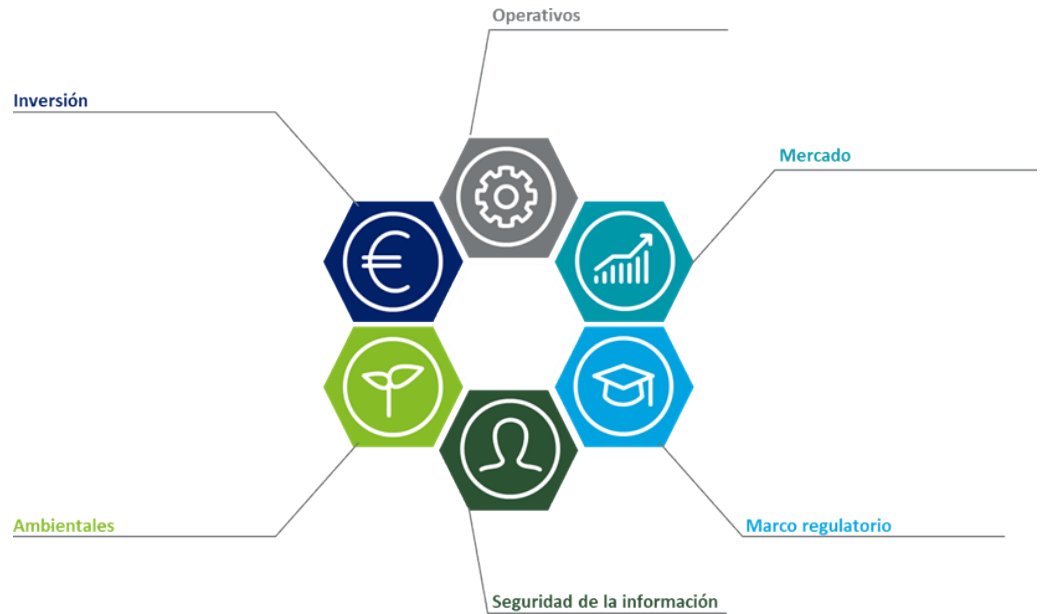 Operativos
Inversión
Mercado
Ambientales
Marco regulatorio
Seguridad de la información